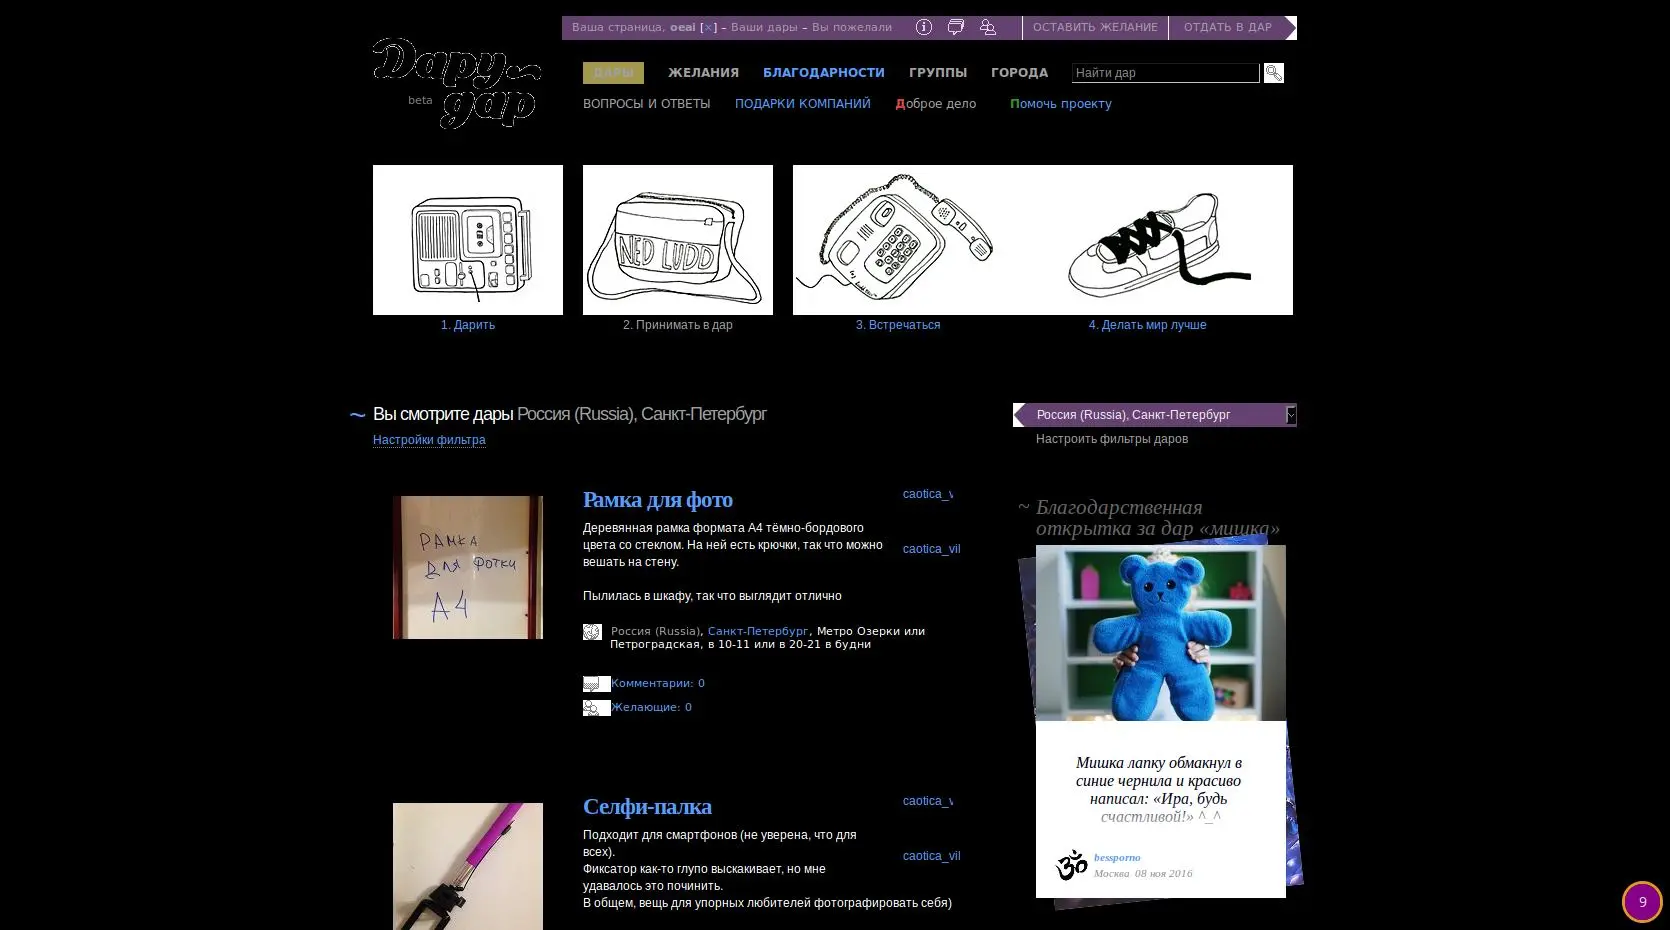 Ваша страница, oeai [×] – Ваши дары – Вы пожелали
ОСТАВИТЬ ЖЕЛАНИЕ
ОТДАТЬ В ДАР
Дару~дар
beta
ДАРЫ ЖЕЛАНИЯ БЛАГОДАРНОСТИ ГРУППЫ ГОРОДА
Найти дар
ВОПРОСЫ И ОТВЕТЫ ПОДАРКИ КОМПАНИЙ Доброе дело Помочь проекту
NED LUDD
1. Дарить
2. Принимать в дар
3. Встречаться
4. Делать мир лучше
~ Вы смотрите дары Россия (Russia), Санкт-Петербург
Настройки фильтра
Россия (Russia), Санкт-Петербург
Настроить фильтры даров
РАМКА
ДЛЯ ФОТКИ
А4
Рамка для фото
caotica_v
Деревянная рамка формата А4 тёмно-бордового
цвета со стеклом. На ней есть крючки, так что можно
вешать на стену.
caotica_vil
Пылилась в шкафу, так что выглядит отлично
Россия (Russia), Санкт-Петербург, Метро Озерки или
Петроградская, в 10-11 или в 20-21 в будни
Комментарии: 0
Желающие: 0
Селфи-палка
caotica_v
Подходит для смартфонов (не уверена, что для
всех).
caotica_vil
Фиксатор как-то глупо выскакивает, но мне
удавалось это починить.
В общем, вещь для упорных любителей фотографировать себя)
~ Благодарственная
открытка за дар «мишка»
Мишка лапку обмакнул в
синие чернила и красиво
написал: «Ира, будь
счастливой!» ^_^
bessporno
Москва 08 ноя 2016
9